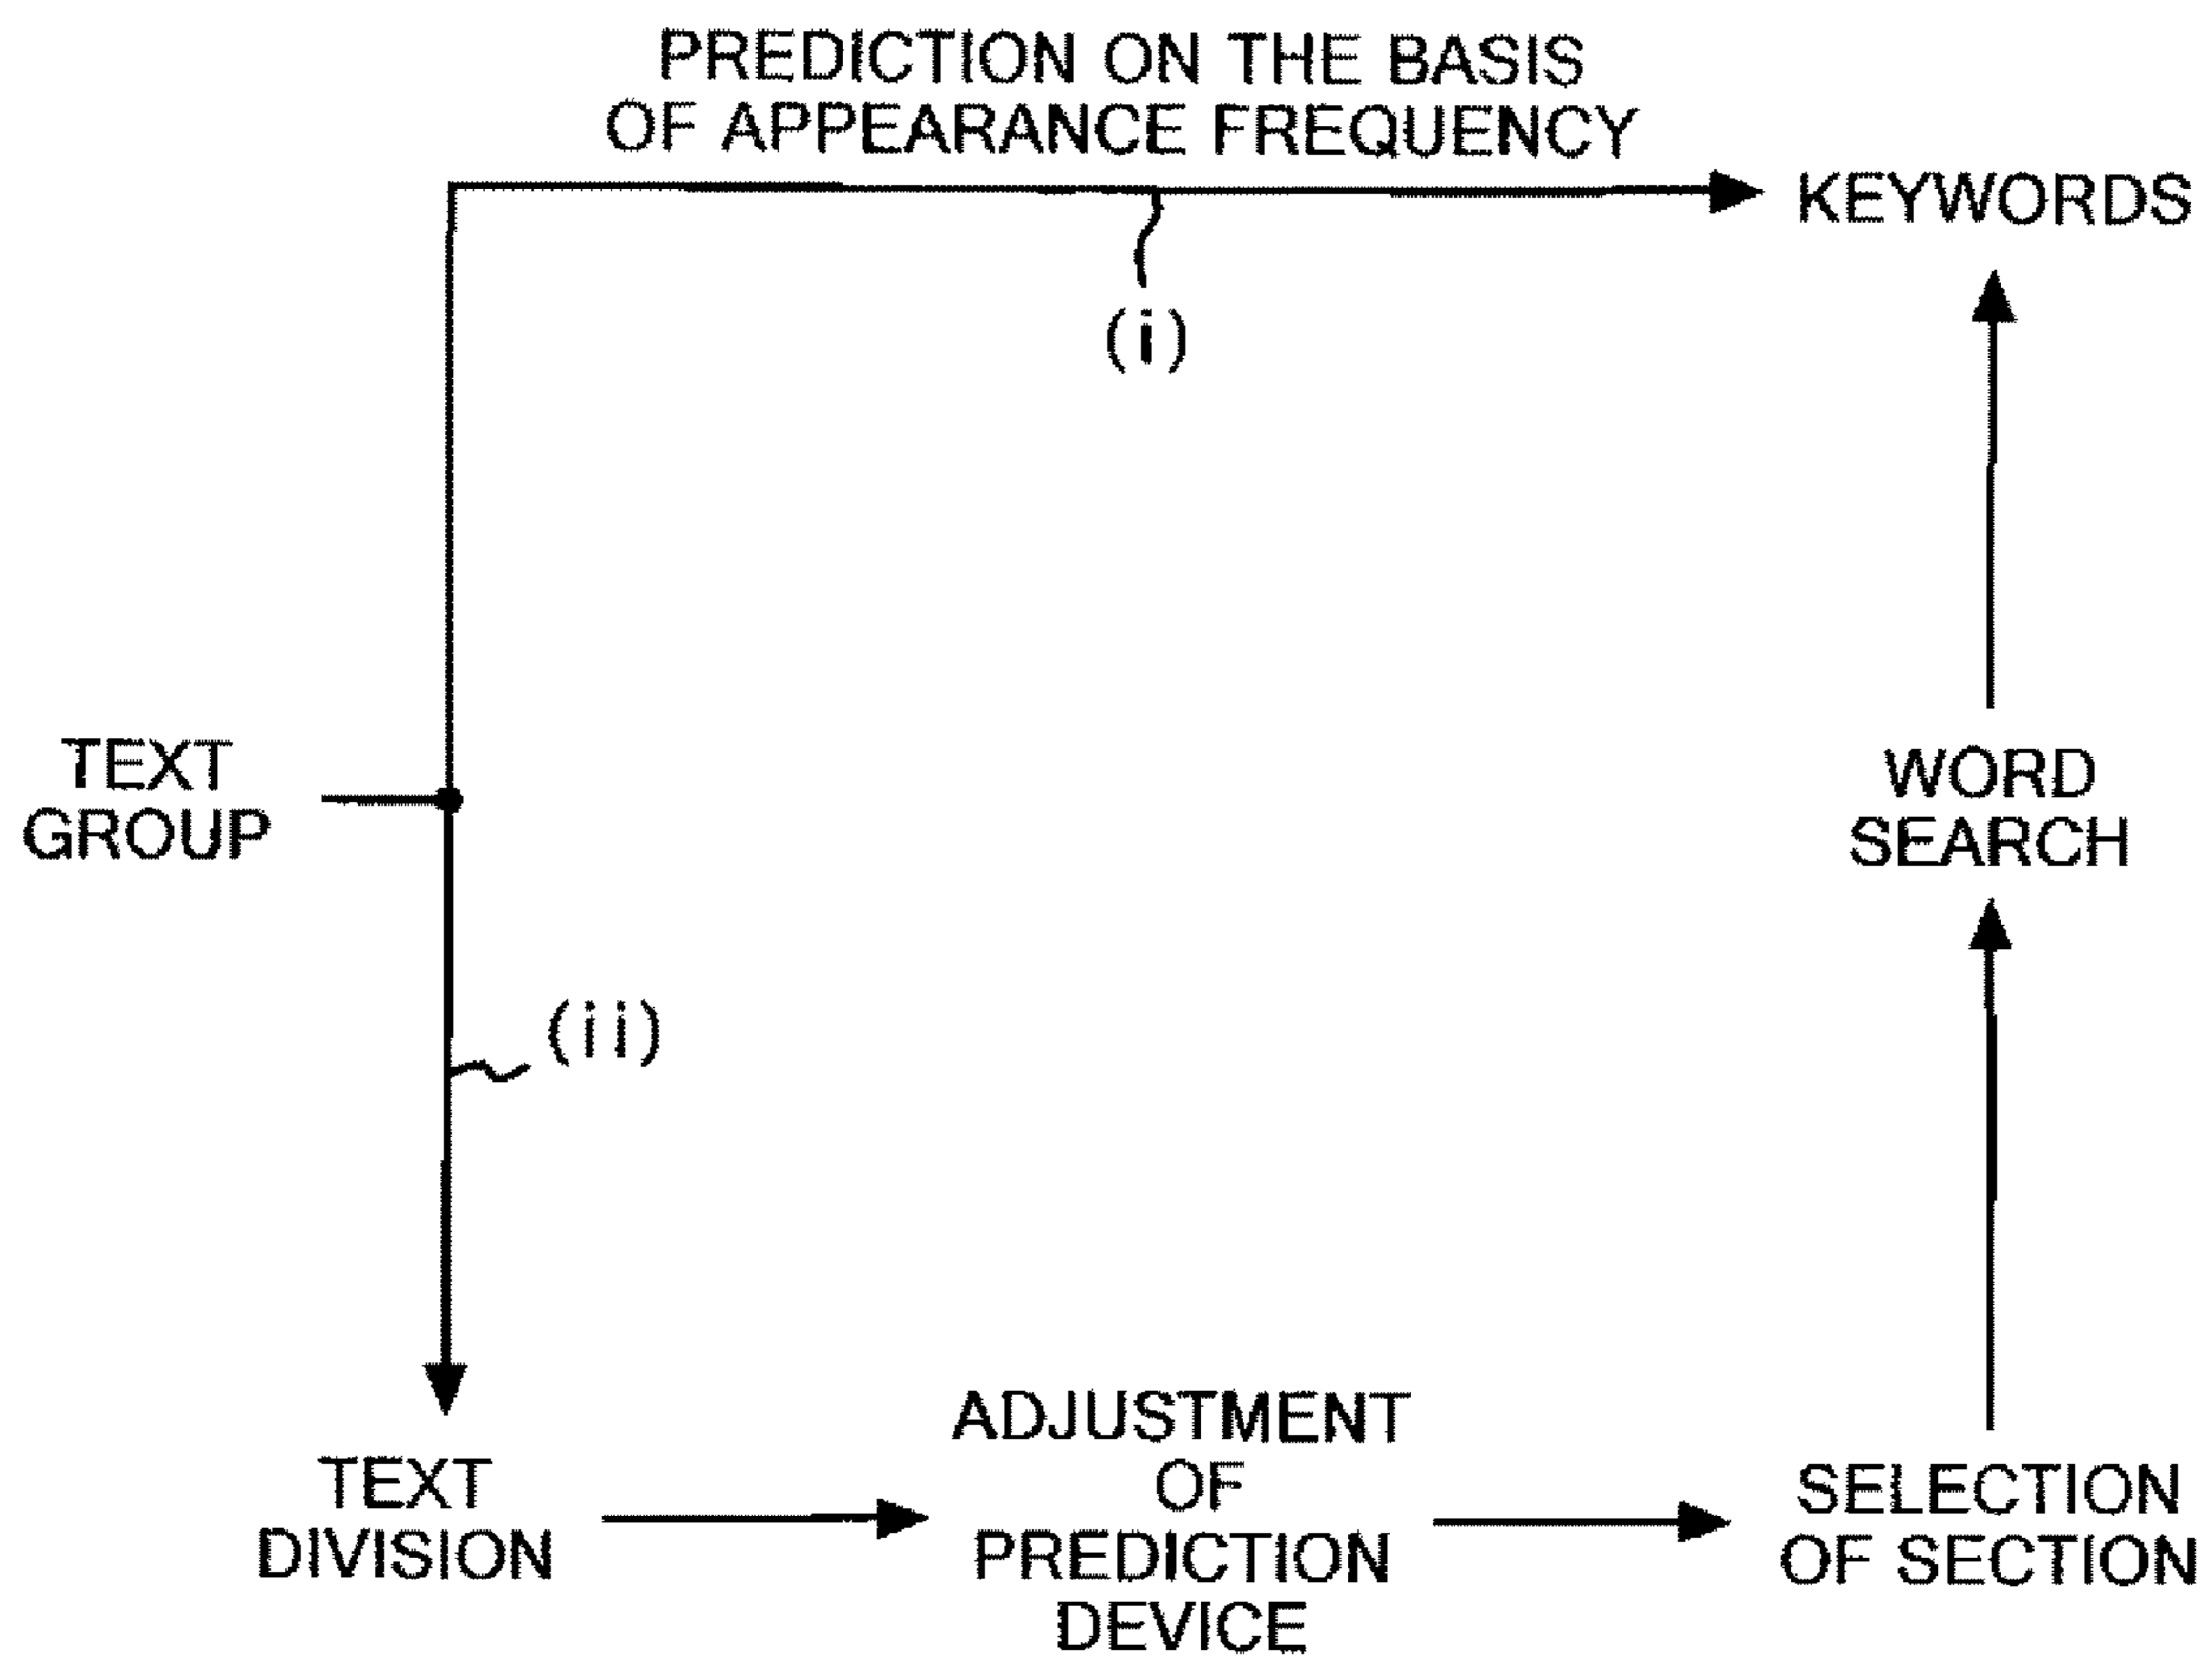 PREDICTION ON THE BASIS
OF APPEARANCE FREQUENCY
KEYWORDS
(i)
TEXT
GROUP
WORD
SEARCH
(ii)
TEXT
DIVISION
ADJUSTMENT
OF
PREDICTION
DEVICE
SELECTION
OF SECTION